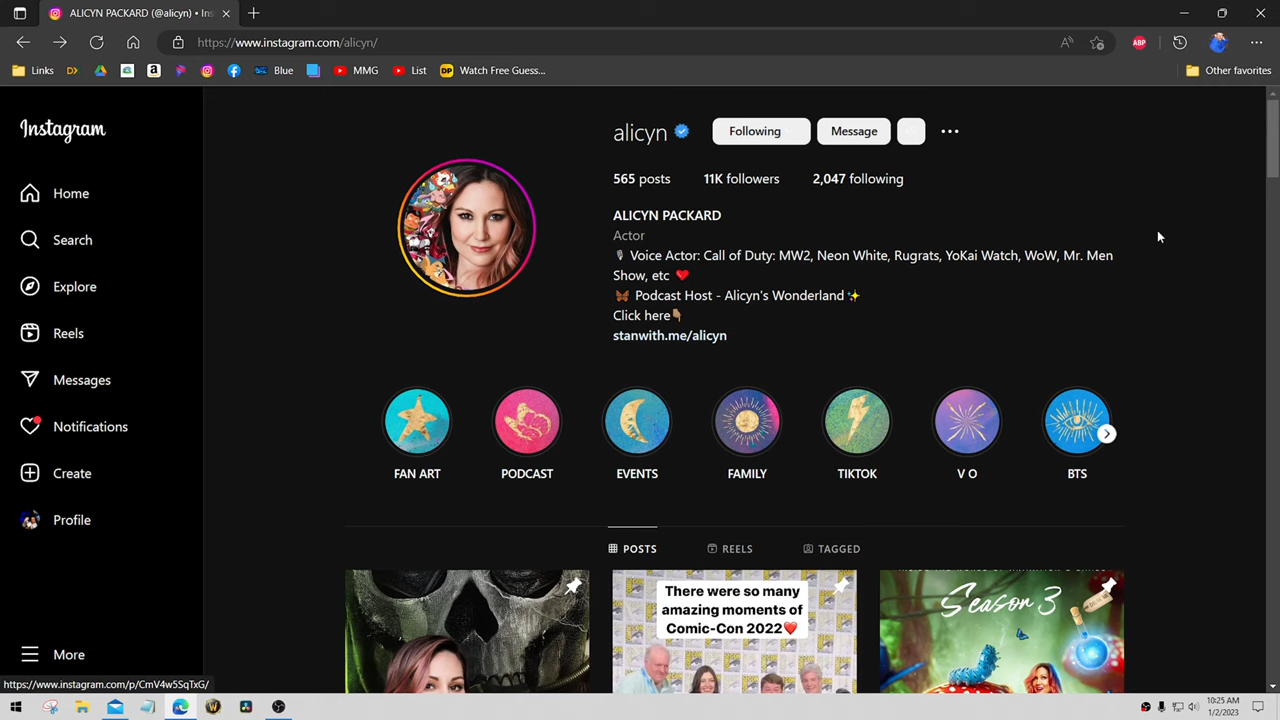 ALICYN PACKARD (@alicyn) • Ins
https://www.instagram.com/alicyn/
ABP
Links
Blue
MMG
List
DP
Watch Free Guess...
Other favorites
Instagram
Home
Search
Explore
Reels
Messages
Notifications
Create
Profile
More
alicyn
Following
Message
565 posts
11K followers
2,047 following
ALICYN PACKARD
Actor
🎙 Voice Actor: Call of Duty: MW2, Neon White, Rugrats, YoKai Watch, WoW, Mr. Men
Show, etc ❤️
🦋 Podcast Host - Alicyn's Wonderland ✨
Click here👇🏽
stanwith.me/alicyn
FAN ART
PODCAST
EVENTS
FAMILY
TIKTOK
V O
BTS
POSTS
REELS
TAGGED
There were so many
amazing moments of
Comic-Con 2022❤️
Season 3
https://www.instagram.com/p/CmV4w5SqTxG/
10:25 AM
1/2/2023